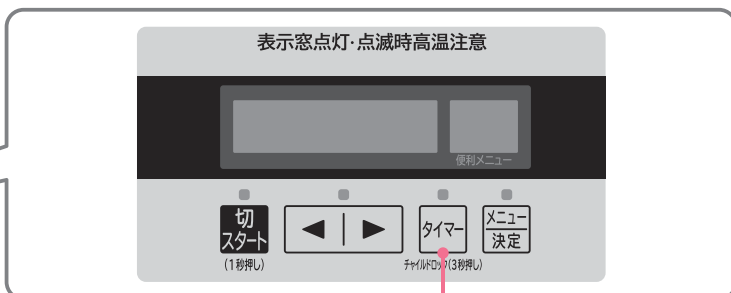 表示窓点灯・点滅時高温注意
便利メニュー
切
スタート
(1秒押し)
タイマー
チャイルドロック(3秒押し)
メニュー
決定